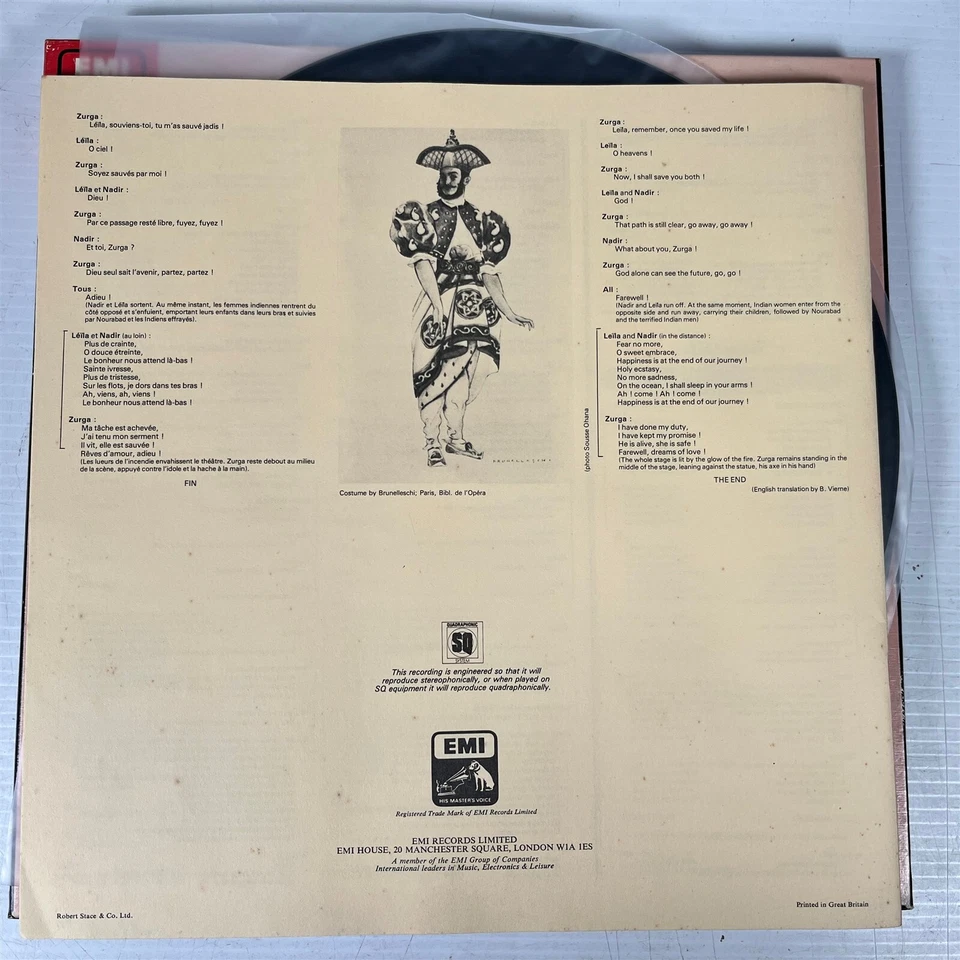 EMI
Zurga :
Léïla, souviens-toi, tu m'as sauvé jadis !
Léïla :
O ciel !
Zurga :
Soyez sauvés par moi !
Léïla et Nadir :
Dieu !
Zurga :
Par ce passage resté libre, fuyez, fuyez !
Nadir :
Et toi, Zurga ?
Zurga :
Dieu seul sait l'avenir, partez, partez !
Tous :
Adieu !
(Nadir et Léïla sortent. Au même instant, les femmes indiennes rentrent du
côté opposé et s'enfuient, emportant leurs enfants dans leurs bras et suivies
par Nourabad et les Indiens effrayés).
Léïla et Nadir (au loin) :
Plus de crainte,
O douce étreinte,
Le bonheur nous attend là-bas !
Sainte ivresse,
Plus de tristesse,
Sur les flots, je dors dans tes bras !
Ah, viens, ah, viens !
Le bonheur nous attend là-bas !
Zurga :
Ma tâche est achevée,
J'ai tenu mon serment !
Il vit, elle est sauvée !
Rêves d'amour, adieu !
(Les lueurs de l'incendie envahissent le théâtre. Zurga reste debout au milieu
de la scène, appuyé contre l'idole et la hache à la main).
FIN
BRUNELLESCHI
Costume by Brunelleschi; Paris, Bibl. de l'Opéra
(photo Sousse Ohana
Zurga :
Leïla, remember, once you saved my life !
Leïla :
O heavens !
Zurga :
Now, I shall save you both !
Leïla and Nadir :
God !
Zurga :
That path is still clear, go away, go away !
Nadir :
What about you, Zurga !
Zurga :
God alone can see the future, go, go !
All :
Farewell !
(Nadir and Leïla run off. At the same moment, Indian women enter from the
opposite side and run away, carrying their children, followed by Nourabad
and the terrified Indian men)
Leïla and Nadir (in the distance) :
Fear no more,
O sweet embrace,
Happiness is at the end of our journey !
Holy ecstasy,
No more sadness,
On the ocean, I shall sleep in your arms !
Ah ! come ! Ah ! come !
Happiness is at the end of our journey !
Zurga :
I have done my duty,
I have kept my promise !
He is alive, she is safe !
Farewell, dreams of love !
(The whole stage is lit by the glow of the fire. Zurga remains standing in the
middle of the stage, leaning against the statue, his axe in his hand)
THE END
(English translation by B. Vierne)
QUADRAPHONIC
SQ
SYSTEM
This recording is engineered so that it will
reproduce stereophonically, or when played on
SQ equipment it will reproduce quadraphonically.
EMI
HIS MASTER'S VOICE
Registered Trade Mark of EMI Records Limited
EMI RECORDS LIMITED
EMI HOUSE, 20 MANCHESTER SQUARE, LONDON W1A 1ES
A member of the EMI Group of Companies
International leaders in Music, Electronics & Leisure
Robert Stace & Co. Ltd.
Printed in Great Britain